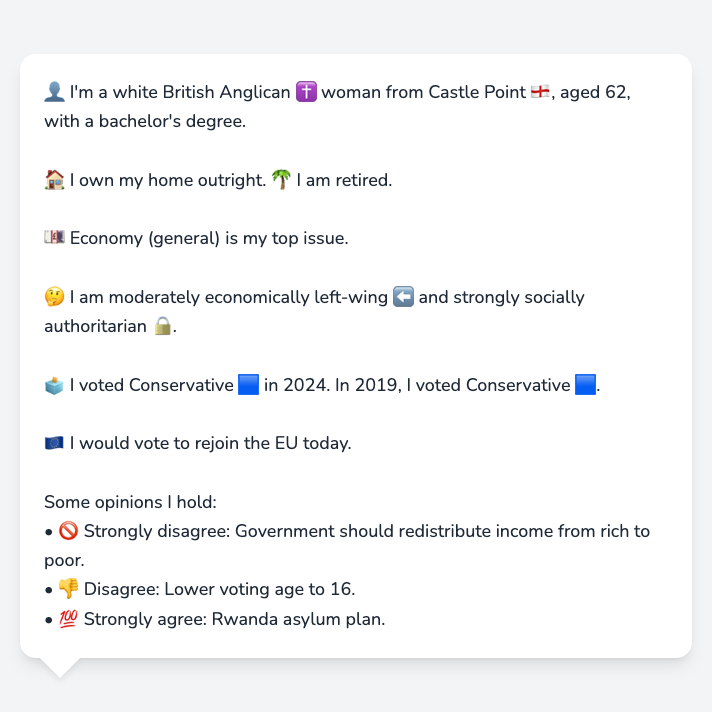 👤 I'm a white British Anglican ✝️ woman from Castle Point 🏴󠁧󠁢󠁥󠁮󠁧󠁿, aged 62,
with a bachelor's degree.
🏠 I own my home outright. 🌴 I am retired.
💷 Economy (general) is my top issue.
🤔 I am moderately economically left-wing ⬅️ and strongly socially
authoritarian 🔒.
🗳️ I voted Conservative 🟦 in 2024. In 2019, I voted Conservative 🟦.
🇪🇺 I would vote to rejoin the EU today.
Some opinions I hold:
• 🚫 Strongly disagree: Government should redistribute income from rich to
poor.
• 👎 Disagree: Lower voting age to 16.
• 💯 Strongly agree: Rwanda asylum plan.